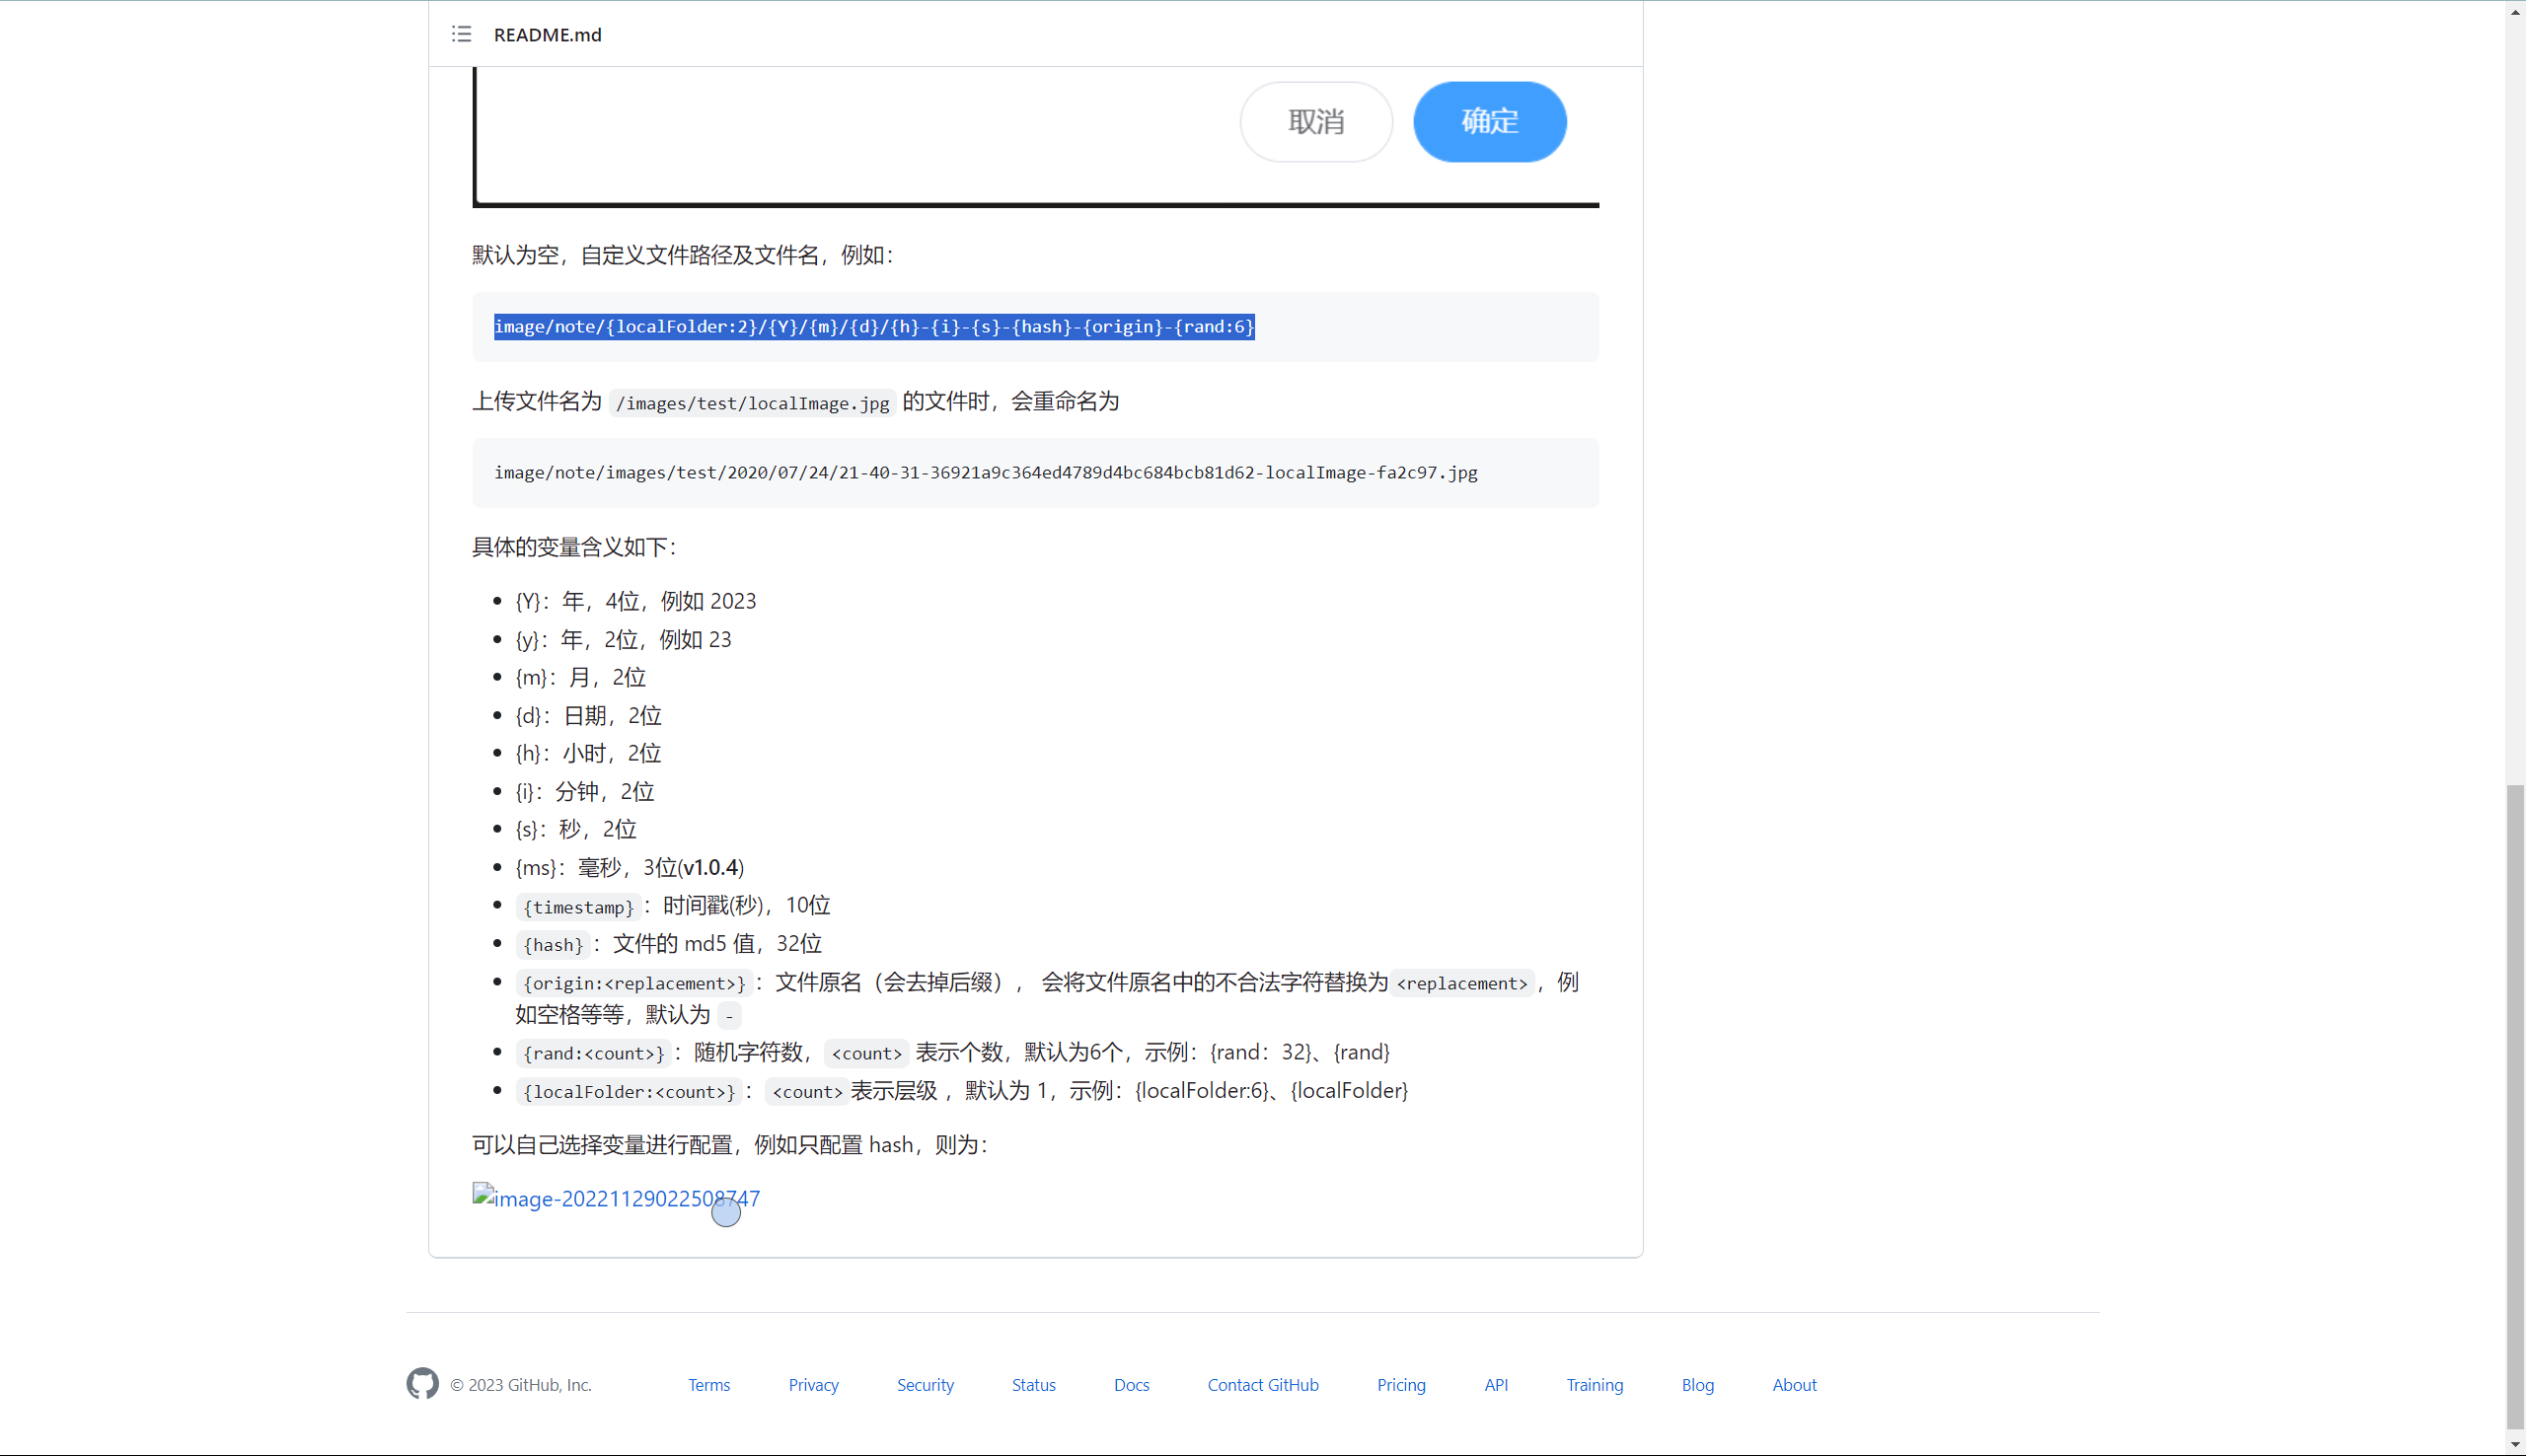 README.md
取消
确定
默认为空，自定义文件路径及文件名，例如：
image/note/{localFolder:2}/{Y}/{m}/{d}/{h}-{i}-{s}-{hash}-{origin}-{rand:6}
上传文件名为 /images/test/localImage.jpg 的文件时，会重命名为
image/note/images/test/2020/07/24/21-40-31-36921a9c364ed4789d4bc684bcb81d62-localImage-fa2c97.jpg
具体的变量含义如下：
{Y}：年，4位，例如 2023
{y}：年，2位，例如 23
{m}：月，2位
{d}：日期，2位
{h}：小时，2位
{i}：分钟，2位
{s}：秒，2位
{ms}：毫秒，3位(v1.0.4)
{timestamp}：时间戳(秒)，10位
{hash}：文件的 md5 值，32位
{origin:<replacement>}：文件原名（会去掉后缀）， 会将文件原名中的不合法字符替换为<replacement>，例
如空格等等，默认为 -
{rand:<count>}：随机字符数，<count> 表示个数，默认为6个，示例：{rand：32}、{rand}
{localFolder:<count>}：<count>表示层级 ，默认为 1，示例：{localFolder:6}、{localFolder}
可以自己选择变量进行配置，例如只配置 hash，则为：
image-20221129022508747
© 2023 GitHub, Inc.
Terms
Privacy
Security
Status
Docs
Contact GitHub
Pricing
API
Training
Blog
About